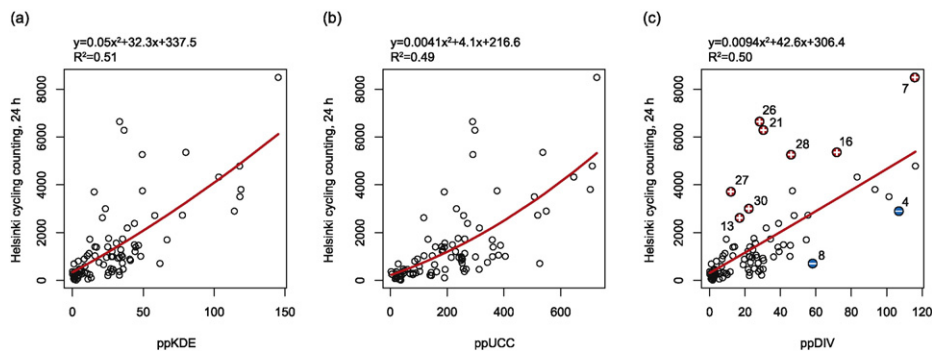 (a)
y=0.05x²+32.3x+337.5
R²=0.51
Helsinki cycling counting, 24 h
8000
6000
4000
2000
0
0 50 100 150
ppKDE
(b)
y=0.0041x²+4.1x+216.6
R²=0.49
Helsinki cycling counting, 24 h
8000
6000
4000
2000
0
0 200 400 600
ppUCC
(c)
y=0.0094x²+42.6x+306.4
R²=0.50
Helsinki cycling counting, 24 h
8000
6000
4000
2000
0
7
26
21
28
16
27
30
13
4
8
0 20 40 60 80 100 120
ppDIV